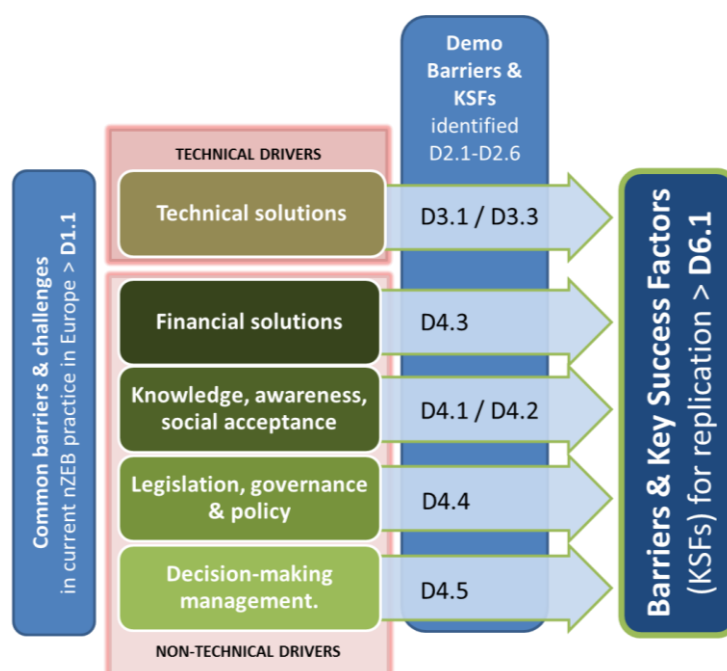 Common barriers & challenges
in current nZEB practice in Europe > D1.1
TECHNICAL DRIVERS
Technical solutions
Financial solutions
Knowledge, awareness,
social acceptance
Legislation, governance
& policy
Decision-making
management.
NON-TECHNICAL DRIVERS
Demo
Barriers &
KSFs
identified
D2.1-D2.6
D3.1 / D3.3
D4.3
D4.1 / D4.2
D4.4
D4.5
Barriers & Key Success Factors
(KSFs) for replication > D6.1